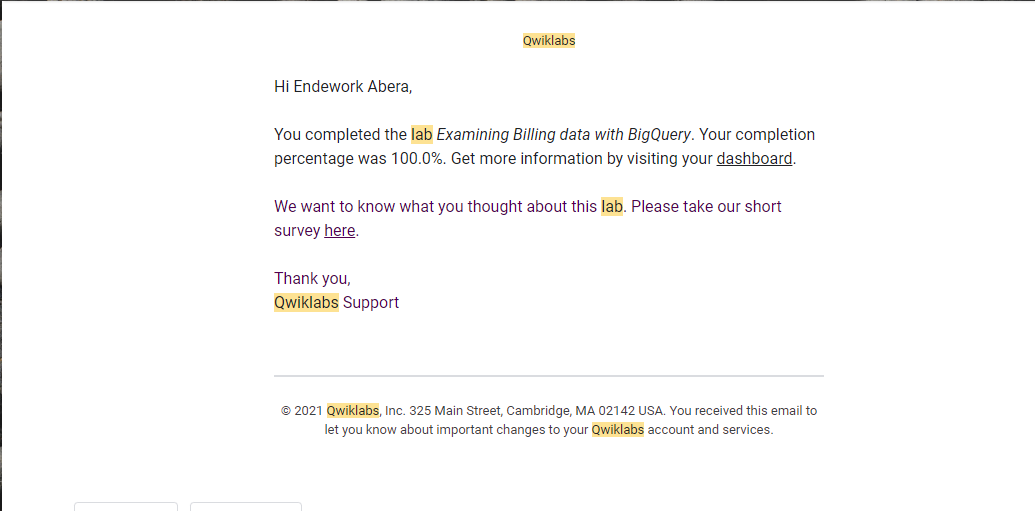 Qwiklabs
Hi Endework Abera,
You completed the lab Examining Billing data with BigQuery. Your completion
percentage was 100.0%. Get more information by visiting your dashboard.
We want to know what you thought about this lab. Please take our short
survey here.
Thank you,
Qwiklabs Support
© 2021 Qwiklabs, Inc. 325 Main Street, Cambridge, MA 02142 USA. You received this email to
let you know about important changes to your Qwiklabs account and services.